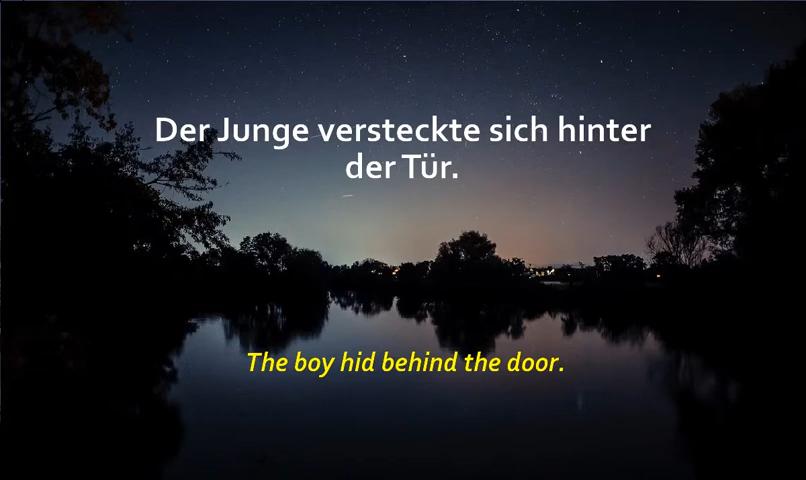 Der Junge versteckte sich hinter
der Tür.
The boy hid behind the door.